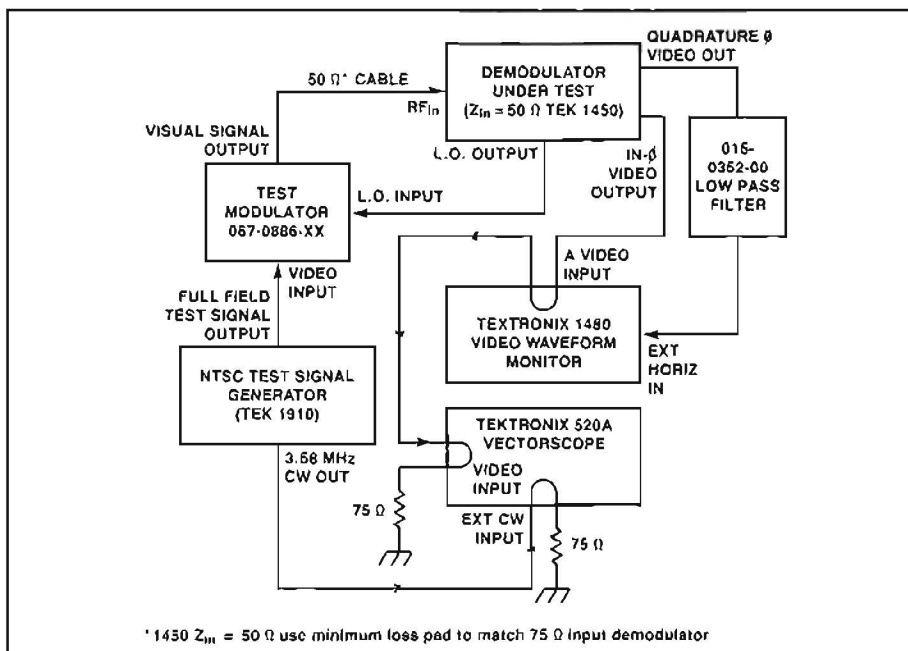 QUADRATURE ø
VIDEO OUT
50 Ω* CABLE
DEMODULATOR
UNDER TEST
(Zin = 50 Ω TEK 1450)
RFin
VISUAL SIGNAL
OUTPUT
L.O. OUTPUT
IN-ø
VIDEO
OUTPUT
015-
0352-00
LOW PASS
FILTER
TEST
MODULATOR
067-0886-XX
L.O. INPUT
VIDEO
INPUT
A VIDEO
INPUT
FULL FIELD
TEST SIGNAL
OUTPUT
TEXTRONIX 1480
VIDEO WAVEFORM
MONITOR
EXT
HORIZ
IN
NTSC TEST SIGNAL
GENERATOR
(TEK 1910)
TEKTRONIX 520A
VECTORSCOPE
3.58 MHz
CW OUT
VIDEO
INPUT
75 Ω
EXT CW
INPUT
75 Ω
*1450 Zin = 50 Ω use minimum loss pad to match 75 Ω input demodulator